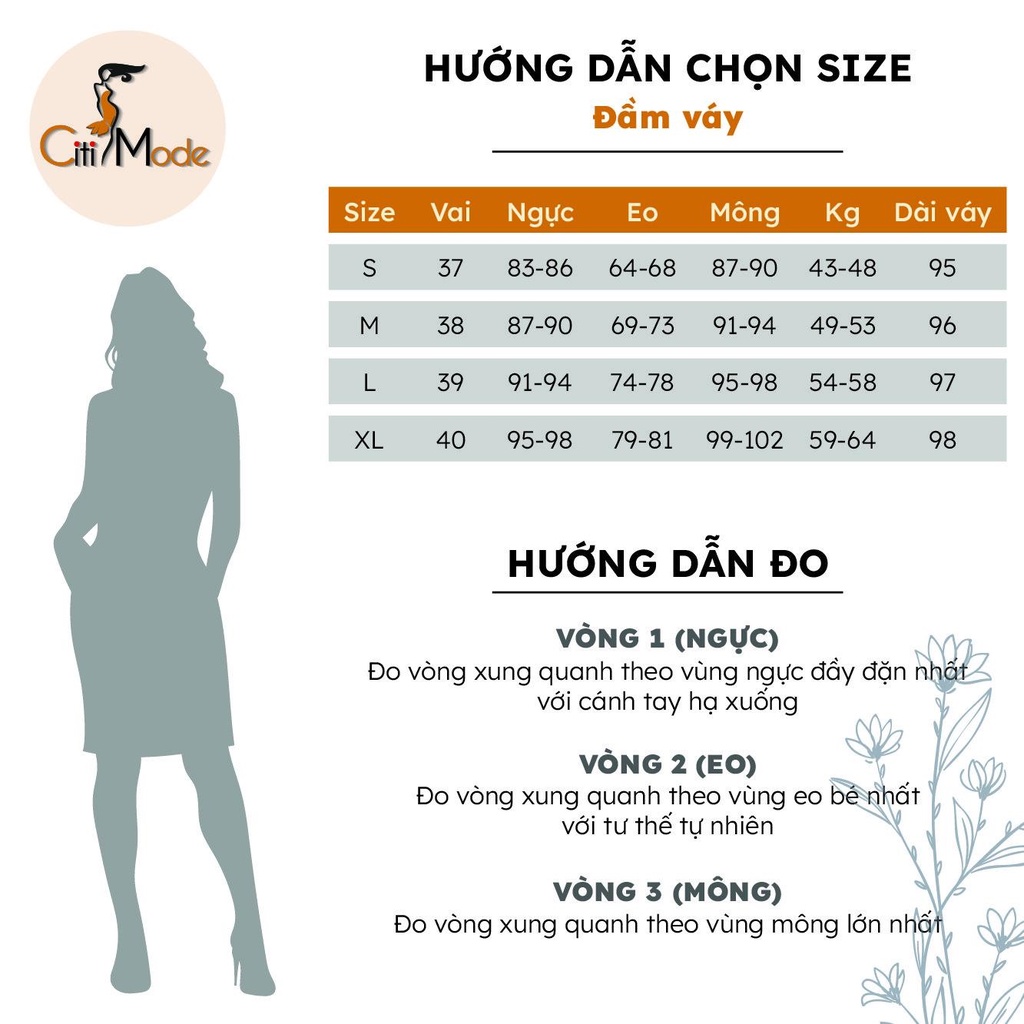 Citi Mode
HƯỚNG DẪN CHỌN SIZE
Đầm váy
Size Vai Ngực Eo Mông Kg Dài váy
S 37 83-86 64-68 87-90 43-48 95
M 38 87-90 69-73 91-94 49-53 96
L 39 91-94 74-78 95-98 54-58 97
XL 40 95-98 79-81 99-102 59-64 98
HƯỚNG DẪN ĐO
VÒNG 1 (NGỰC)
Đo vòng xung quanh theo vùng ngực đầy đặn nhất
với cánh tay hạ xuống
VÒNG 2 (EO)
Đo vòng xung quanh theo vùng eo bé nhất
với tư thế tự nhiên
VÒNG 3 (MÔNG)
Đo vòng xung quanh theo vùng mông lớn nhất